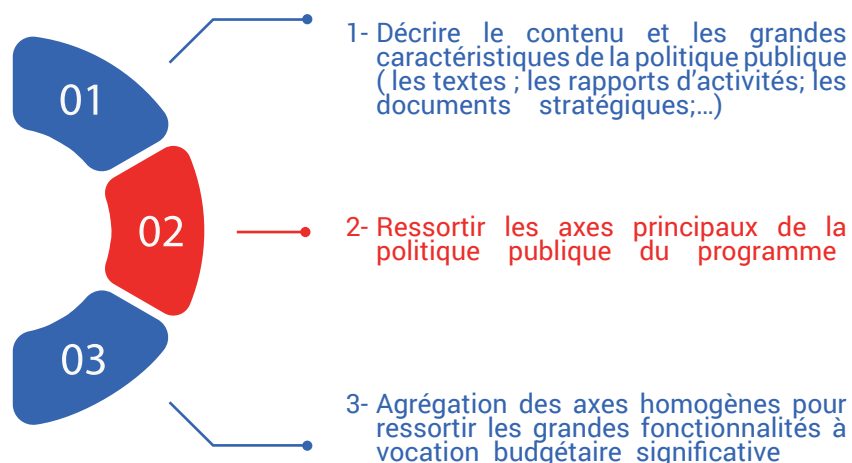 01
1- Décrire le contenu et les grandes
caractéristiques de la politique publique
( les textes ; les rapports d'activités; les
documents stratégiques;...)
02
2- Ressortir les axes principaux de la
politique publique du programme
03
3- Agrégation des axes homogènes pour
ressortir les grandes fonctionnalités à
vocation budgétaire significative